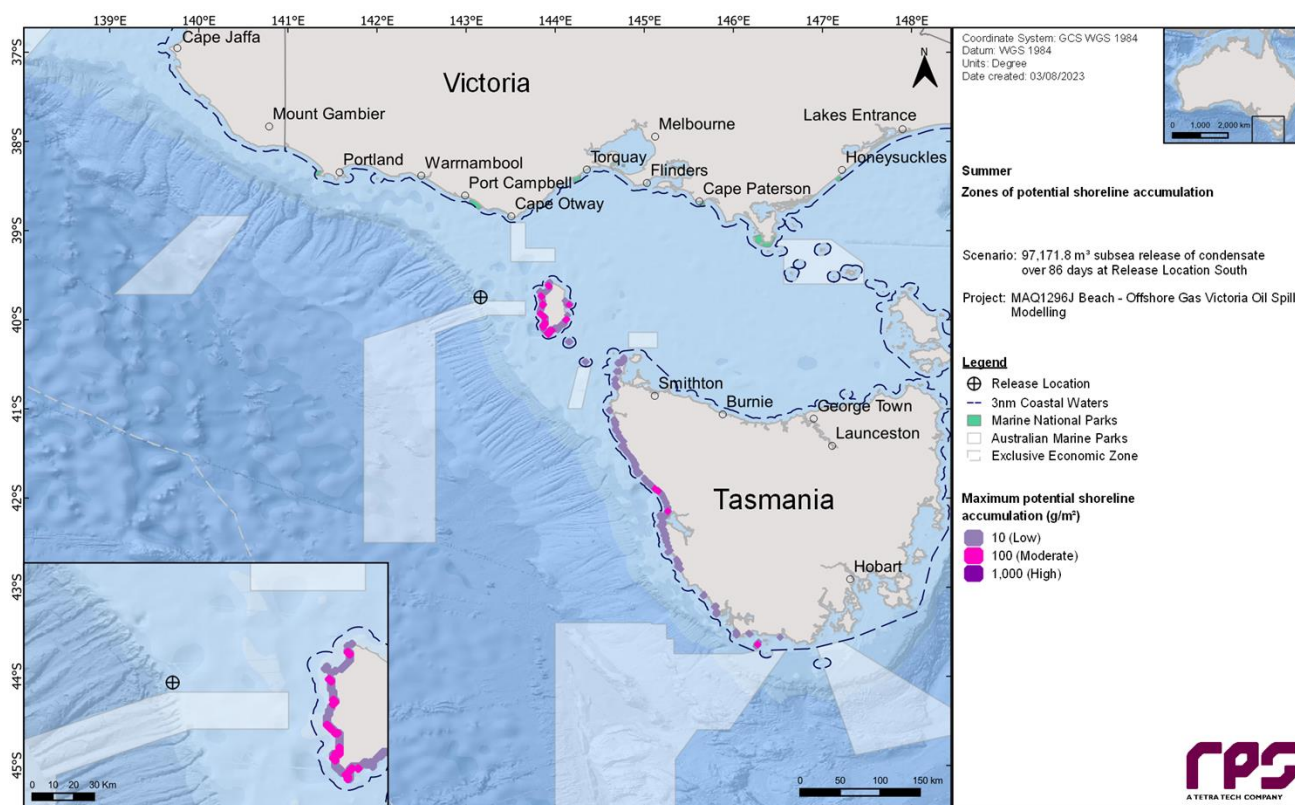 139°E 140°E 141°E 142°E 143°E 144°E 145°E 146°E 147°E 148°E
37°S
38°S
39°S
40°S
41°S
42°S
43°S
44°S
45°S
Cape Jaffa
Victoria
Mount Gambier
Melbourne
Lakes Entrance
Portland
Warrnambool
Torquay
Honeysuckles
Port Campbell
Flinders
Cape Otway
Cape Paterson
Smithton
Burnie
George Town
Launceston
Tasmania
Hobart
N
0 10 20 30 Km
0 50 100 150 km
Coordinate System: GCS WGS 1984
Datum: WGS 1984
Units: Degree
Date created: 03/08/2023
0 1,000 2,000 km
Summer
Zones of potential shoreline accumulation
Scenario: 97,171.8 m³ subsea release of condensate
over 86 days at Release Location South
Project: MAQ1296J Beach - Offshore Gas Victoria Oil Spill
Modelling
Legend
Release Location
3nm Coastal Waters
Marine National Parks
Australian Marine Parks
Exclusive Economic Zone
Maximum potential shoreline
accumulation (g/m²)
10 (Low)
100 (Moderate)
1,000 (High)
rps
A TETRA TECH COMPANY